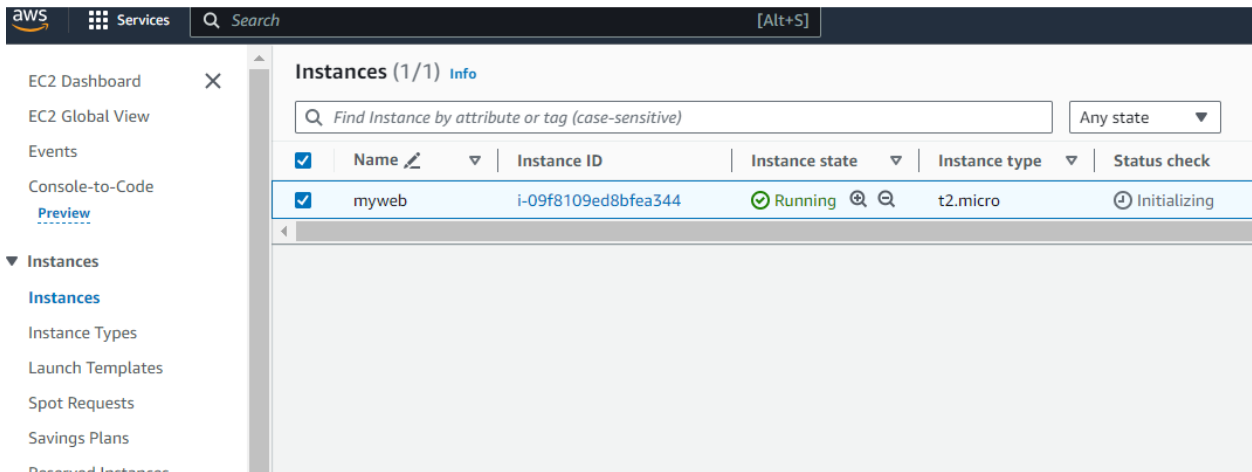 aws Services Search [Alt+S]
EC2 Dashboard
EC2 Global View
Events
Console-to-Code
Preview
Instances
Instances
Instance Types
Launch Templates
Spot Requests
Savings Plans
Reserved Instances
Instances (1/1) Info
Find Instance by attribute or tag (case-sensitive) Any state
Name Instance ID Instance state Instance type Status check
myweb i-09f8109ed8bfea344 Running t2.micro Initializing